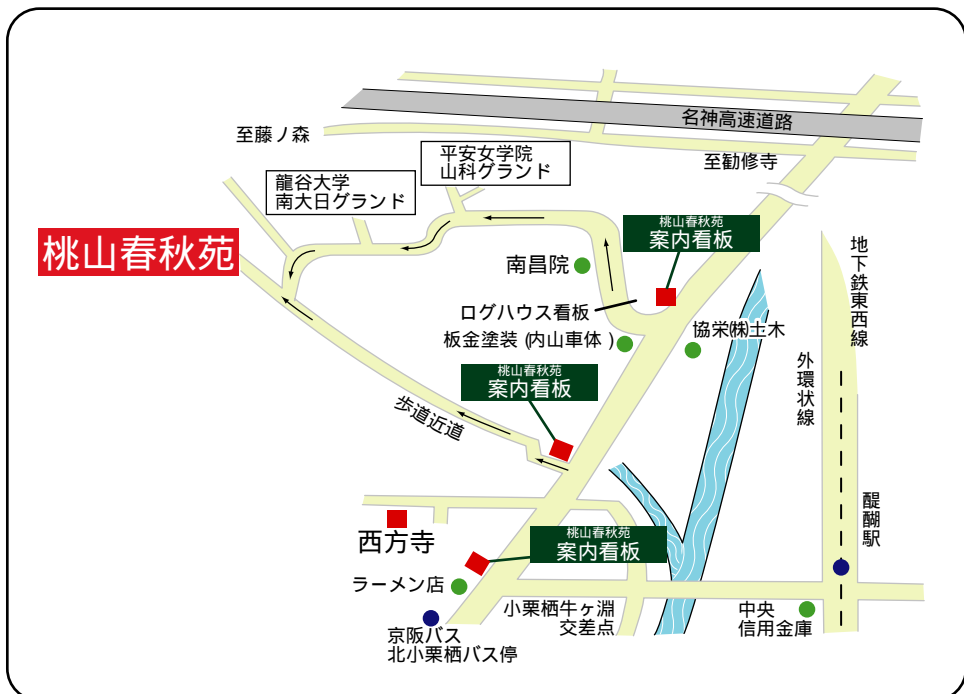 名神高速道路
至藤ノ森
至勧修寺
平安女学院
山科グランド
龍谷大学
南大日グランド
桃山春秋苑
桃山春秋苑
案内看板
地下鉄東西線
南昌院
ログハウス看板
板金塗装 (内山車体 )
協栄㈱土木
外環状線
桃山春秋苑
案内看板
歩道近道
醍醐駅
西方寺
桃山春秋苑
案内看板
ラーメン店
小栗栖牛ヶ淵
交差点
中央
信用金庫
京阪バス
北小栗栖バス停